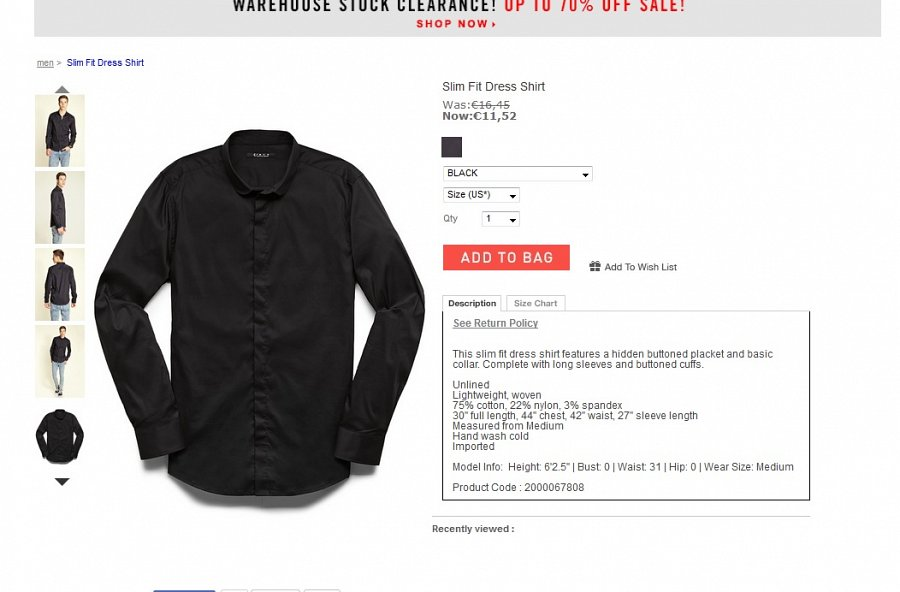 WAREHOUSE STOCK CLEARANCE! UP TO 70% OFF SALE!
SHOP NOW
men > Slim Fit Dress Shirt
Slim Fit Dress Shirt
Was:€16,45
Now:€11,52
BLACK
Size (US*)
Qty 1
ADD TO BAG
Add To Wish List
Description Size Chart
See Return Policy
This slim fit dress shirt features a hidden buttoned placket and basic
collar. Complete with long sleeves and buttoned cuffs.
Unlined
Lightweight, woven
75% cotton, 22% nylon, 3% spandex
30" full length, 44" chest, 42" waist, 27" sleeve length
Measured from Medium
Hand wash cold
Imported
Model Info: Height: 6'2.5" | Bust: 0 | Waist: 31 | Hip: 0 | Wear Size: Medium
Product Code : 2000067808
Recently viewed :